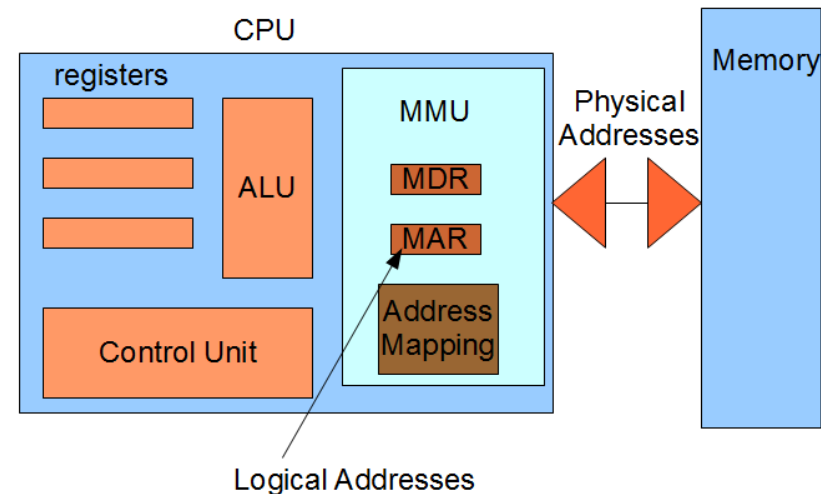 CPU
registers
ALU
Control Unit
MMU
MDR
MAR
Address
Mapping
Logical Addresses
Physical
Addresses
Memory